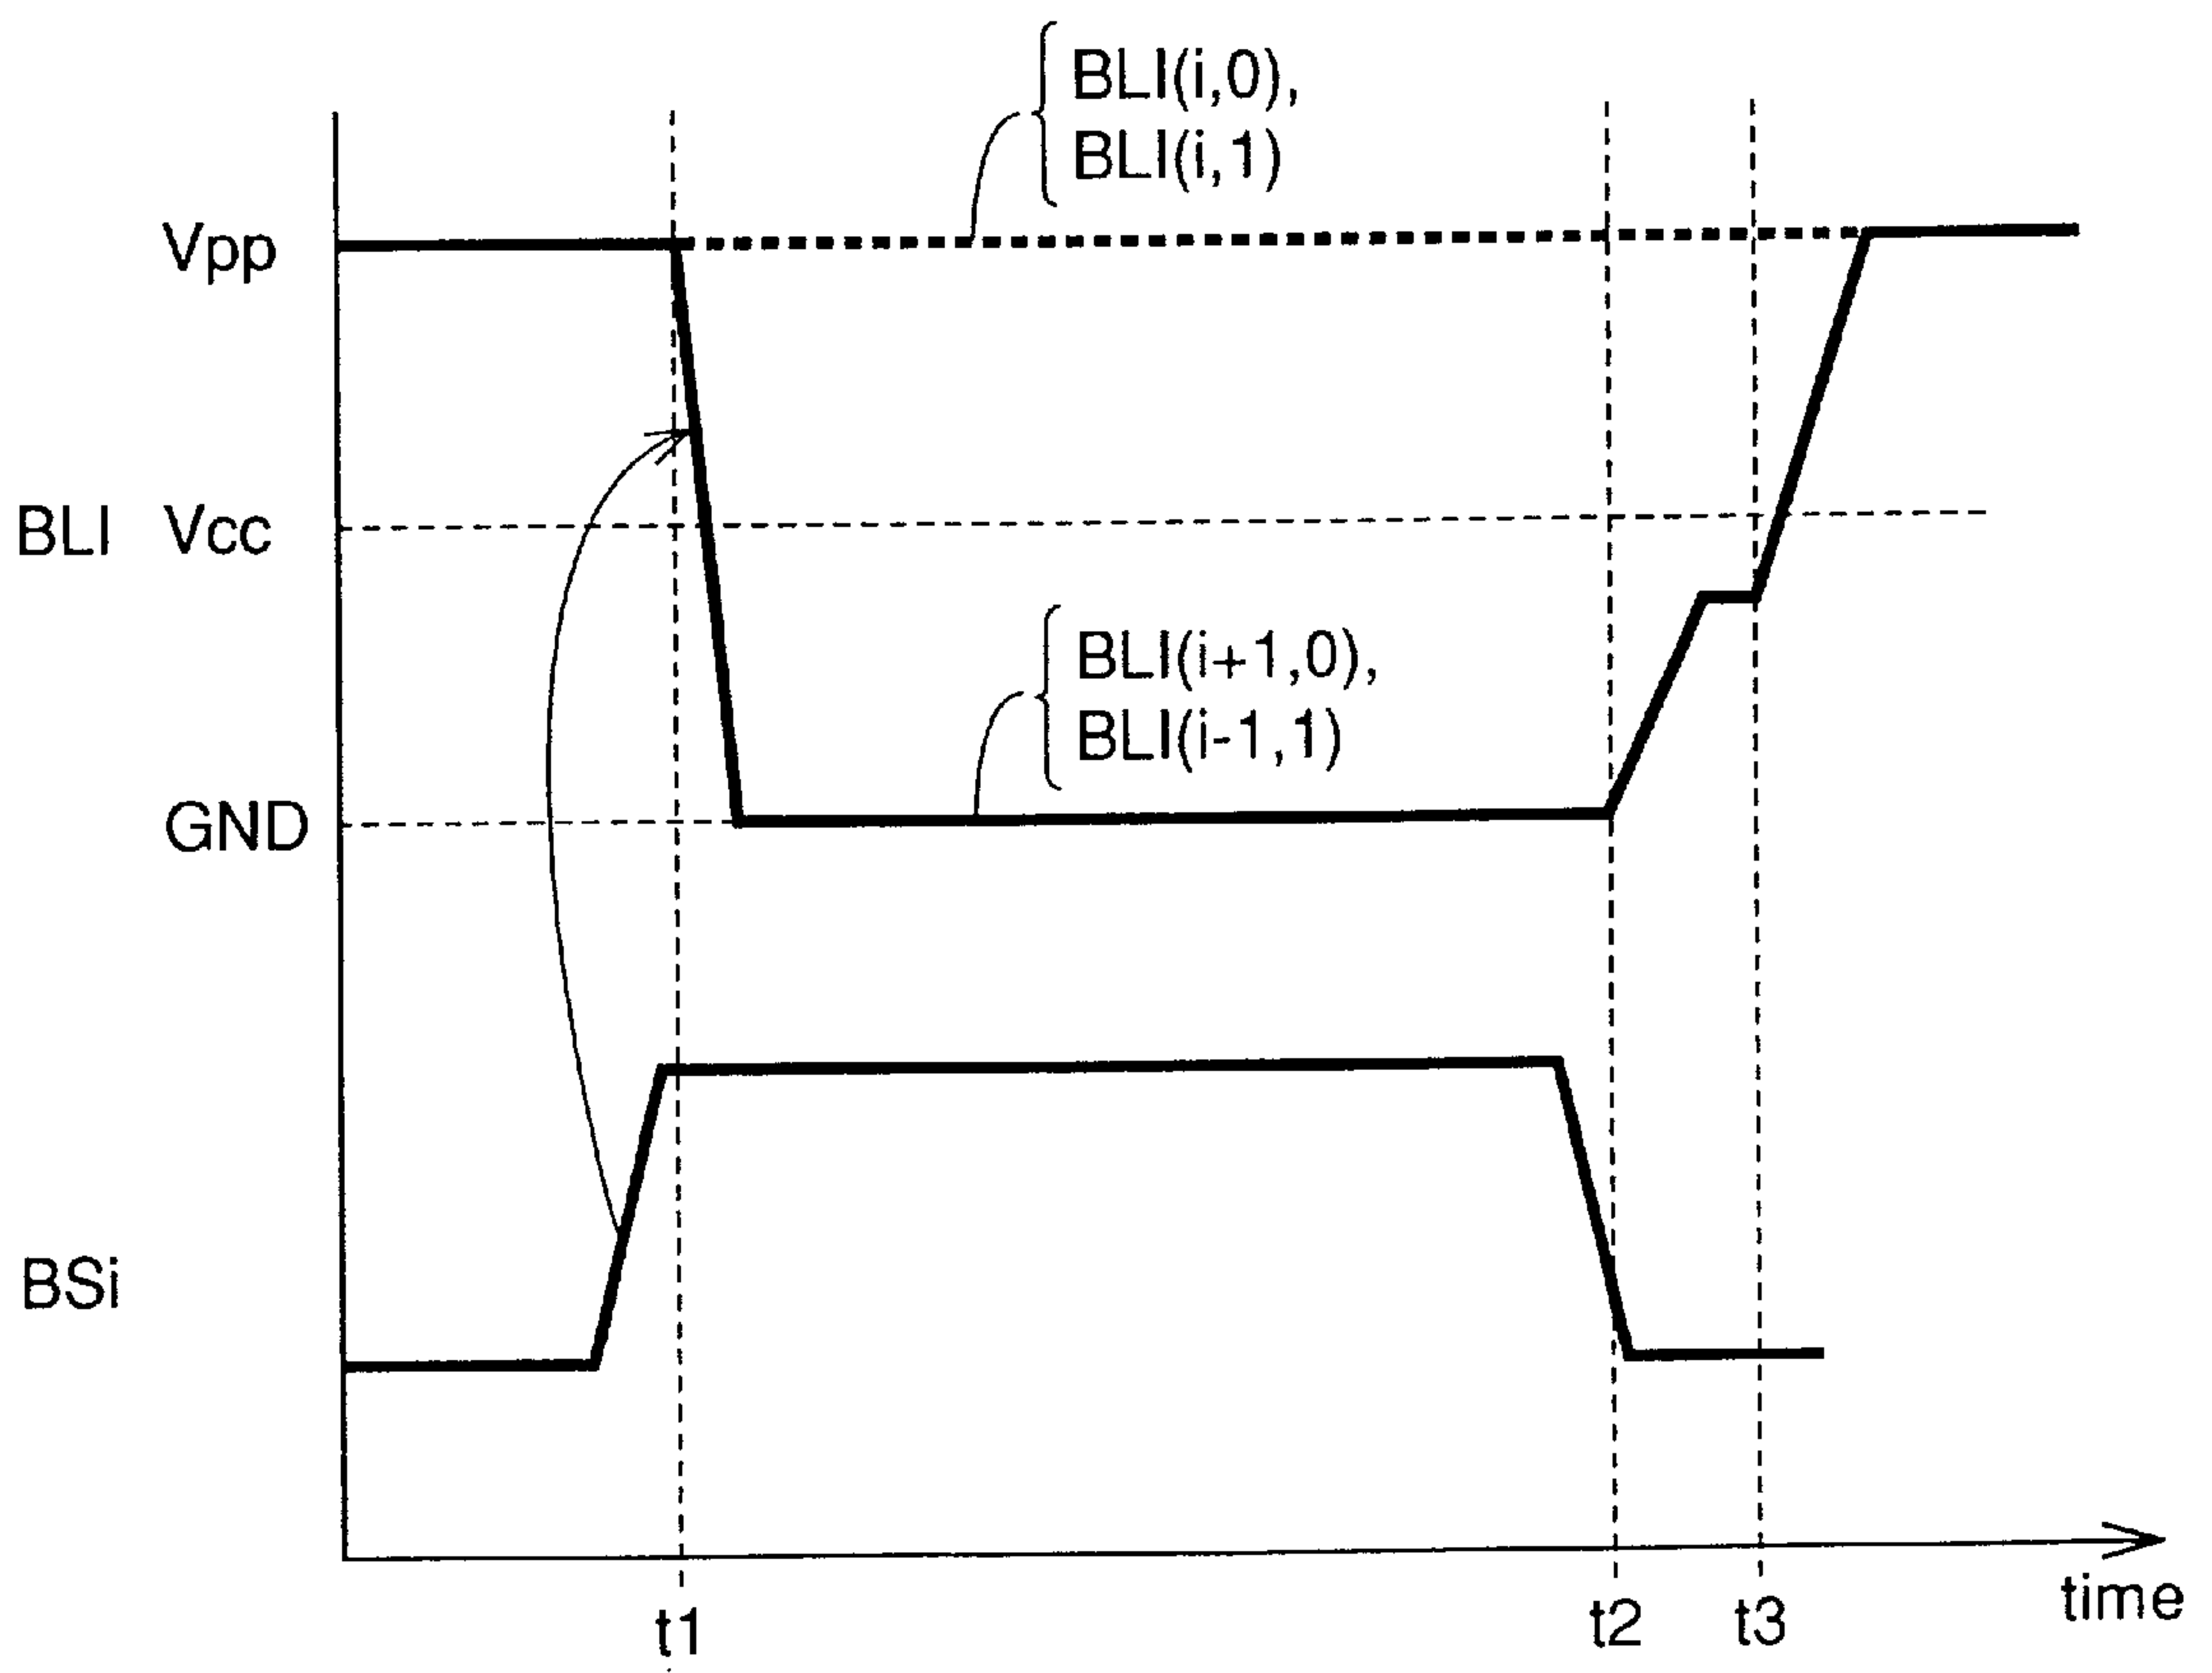 BLI(i,0),
BLI(i,1)
Vpp
BLI Vcc
BLI(i+1,0),
BLI(i-1,1)
GND
BSi
time
t1 t2 t3